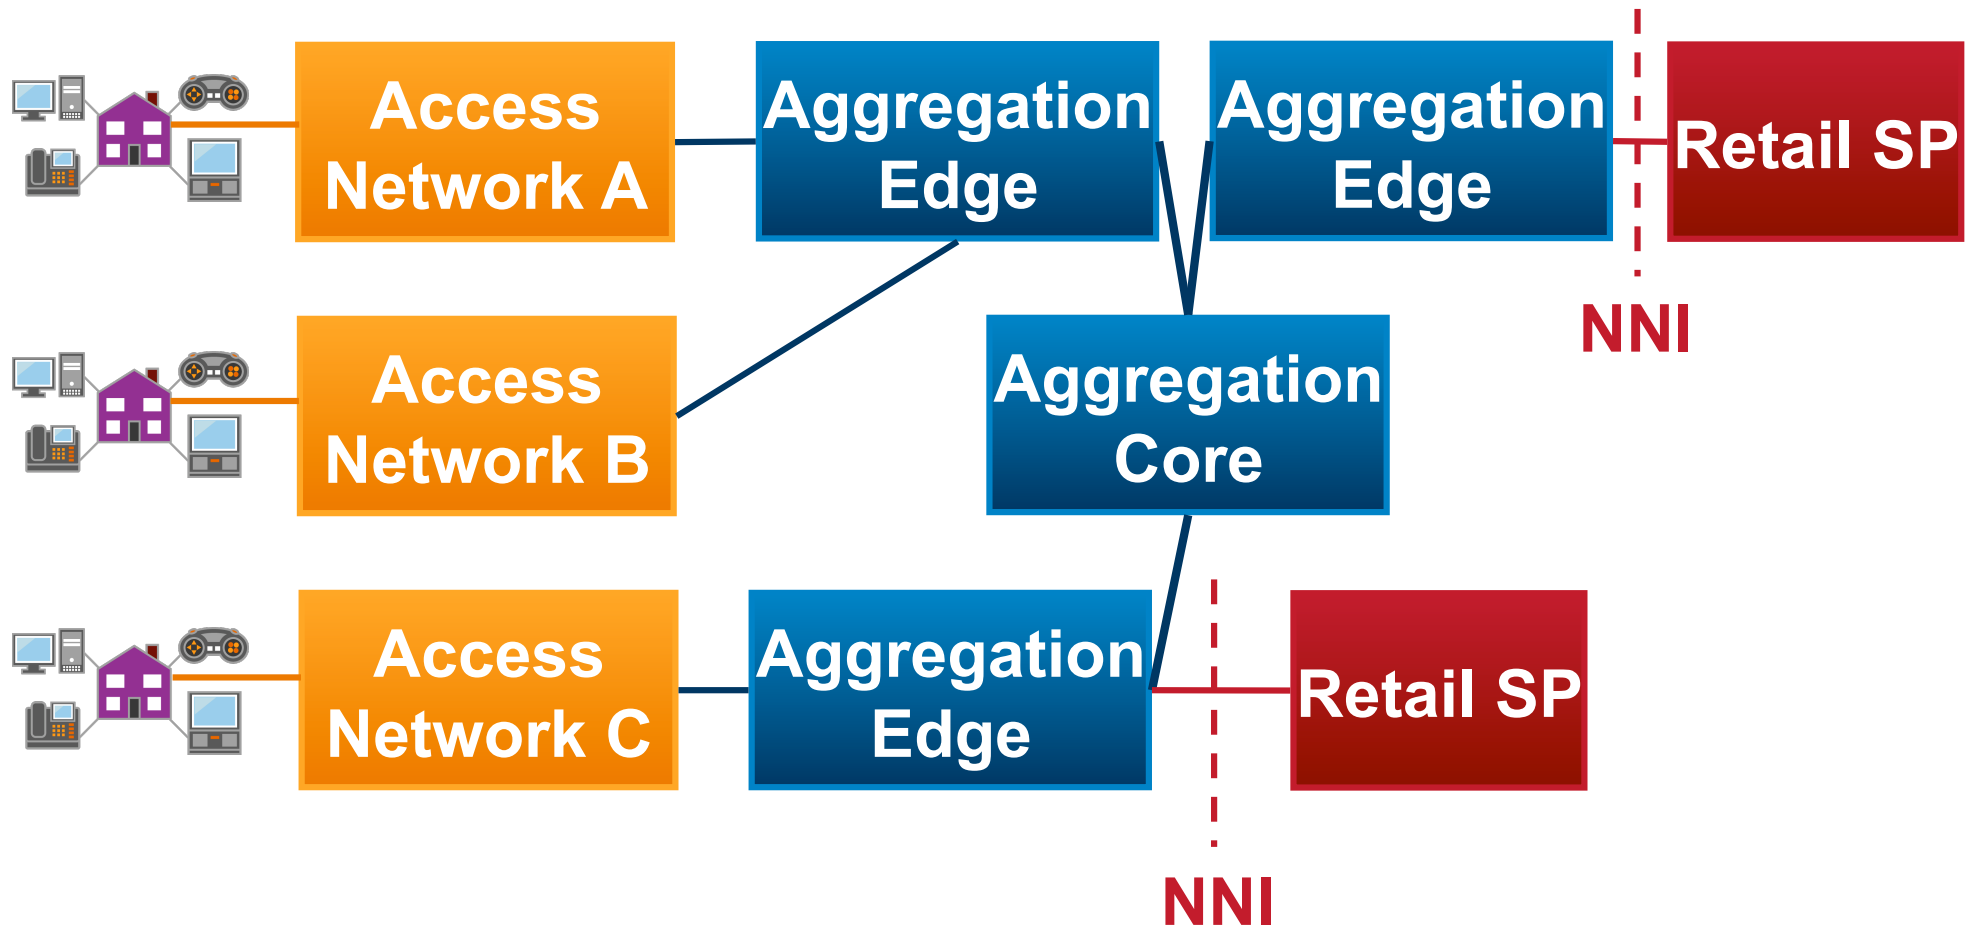 Access
Network A
Aggregation
Edge
Aggregation
Edge
Retail SP
NNI
Access
Network B
Aggregation
Core
Access
Network C
Aggregation
Edge
Retail SP
NNI